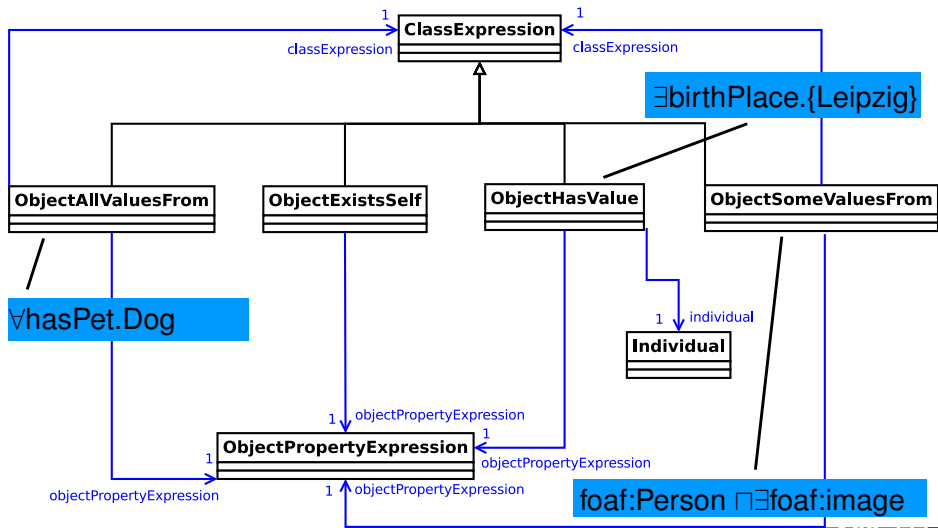 1
ClassExpression
1
classExpression
classExpression
∃birthPlace.{Leipzig}
ObjectAllValuesFrom
ObjectExistsSelf
ObjectHasValue
ObjectSomeValuesFrom
∀hasPet.Dog
individual
1
Individual
1
objectPropertyExpression
ObjectPropertyExpression
1
1
objectPropertyExpression
objectPropertyExpression
1
objectPropertyExpression
foaf:Person ⊓∃foaf:image